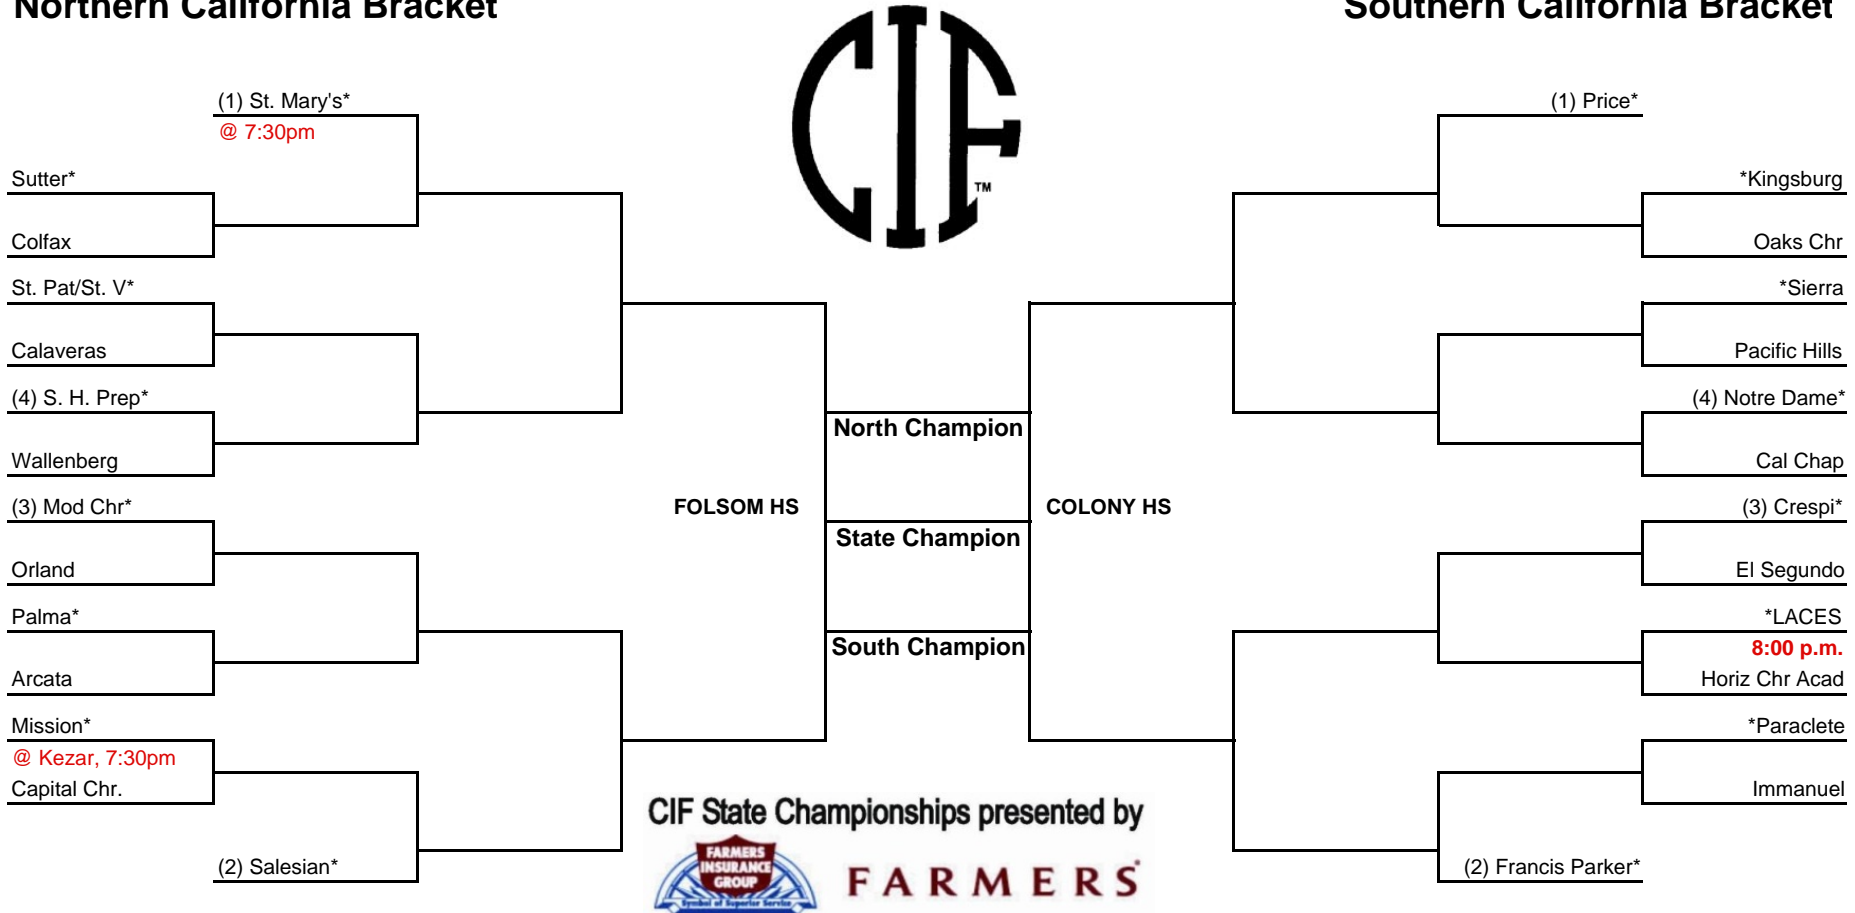 Northern California Bracket
Southern California Bracket
CIF
TM
(1) St. Mary's*
@ 7:30pm
Sutter*
Colfax
St. Pat/St. V*
Calaveras
(4) S. H. Prep*
Wallenberg
(3) Mod Chr*
Orland
Palma*
Arcata
Mission*
@ Kezar, 7:30pm
Capital Chr.
(2) Salesian*
FOLSOM HS
North Champion
State Champion
South Champion
COLONY HS
(1) Price*
*Kingsburg
Oaks Chr
*Sierra
Pacific Hills
(4) Notre Dame*
Cal Chap
(3) Crespi*
El Segundo
*LACES
8:00 p.m.
Horiz Chr Acad
*Paraclete
Immanuel
(2) Francis Parker*
CIF State Championships presented by
FARMERS
INSURANCE
GROUP
Symbol of Superior Service
FARMERS